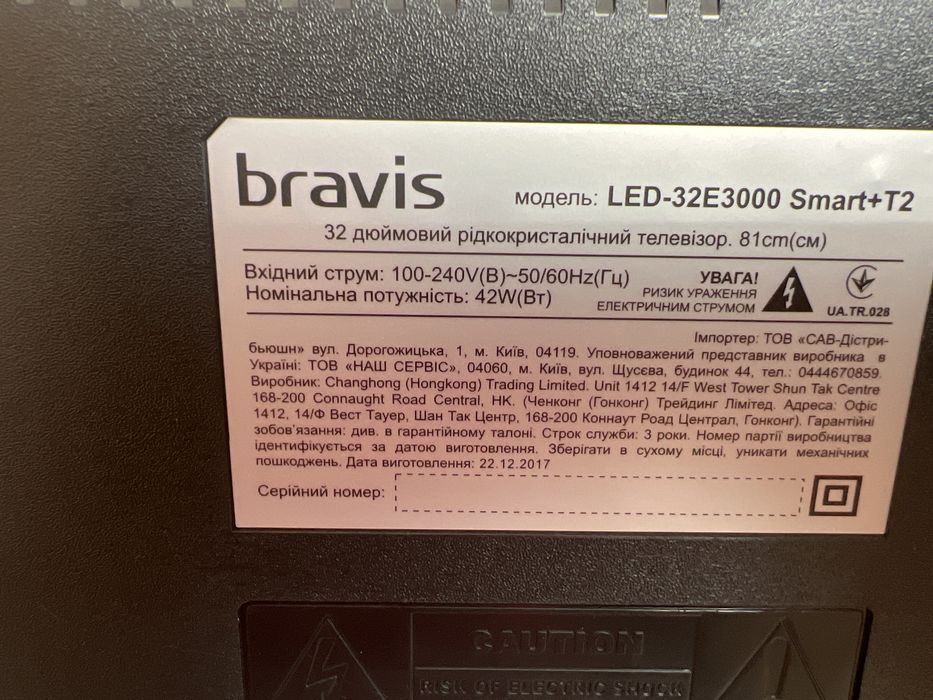 bravis
модель: LED-32E3000 Smart+T2
32 дюймовий рідкокристалічний телевізор. 81cm(см)
Вхідний струм: 100-240V(В)~50/60Hz(Гц)
Номінальна потужність: 42W(Вт)
УВАГА!
РИЗИК УРАЖЕННЯ
ЕЛЕКТРИЧНИМ СТРУМОМ
UA.TR.028
Імпортер: ТОВ «САВ-Дістри-
бьюшн» вул. Дорогожицька, 1, м. Київ, 04119. Уповноважений представник виробника в
Україні: ТОВ «НАШ СЕРВІС», 04060, м. Київ, вул. Щусєва, будинок 44, тел.: 0444670859.
Виробник: Changhong (Hongkong) Trading Limited. Unit 1412 14/F West Tower Shun Tak Centre
168-200 Connaught Road Central, HK. (Ченконг (Гонконг) Трейдинг Лімітед. Адреса: Офіс
1412, 14/Ф Вест Тауер, Шан Так Центр, 168-200 Коннаут Роад Централ, Гонконг). Гарантійні
зобов'язання: див. в гарантійному талоні. Строк служби: 3 роки. Номер партії виробництва
ідентифікується за датою виготовлення. Зберігати в сухому місці, уникати механічних
пошкоджень. Дата виготовлення: 22.12.2017
Серійний номер:
CAUTION
RISK OF ELECTRIC SHOCK